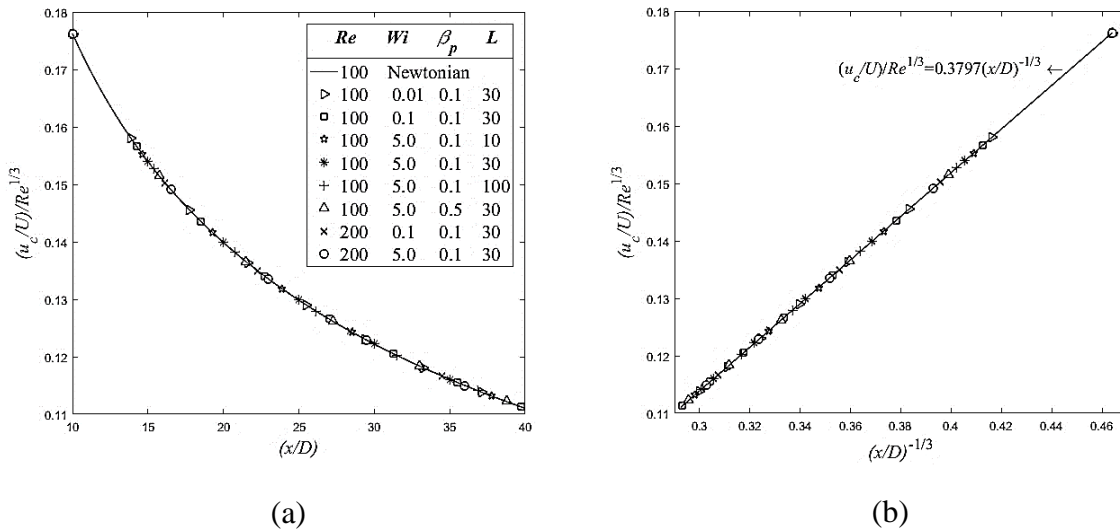 0.18
0.17
0.16
0.15
0.14
0.13
0.12
0.11
(u_c/U)/Re^{1/3}
10 15 20 25 30 35 40
(x/D)
Re Wi β_p L
100 Newtonian
100 0.01 0.1 30
100 0.1 0.1 30
100 5.0 0.1 10
100 5.0 0.1 30
100 5.0 0.1 100
100 5.0 0.5 30
200 0.1 0.1 30
200 5.0 0.1 30
(a)
0.18
0.17
0.16
0.15
0.14
0.13
0.12
0.11
(u_c/U)/Re^{1/3}
(u_c/U)/Re^{1/3}=0.3797(x/D)^{-1/3} ←
0.3 0.32 0.34 0.36 0.38 0.4 0.42 0.44 0.46
(x/D)^{-1/3}
(b)